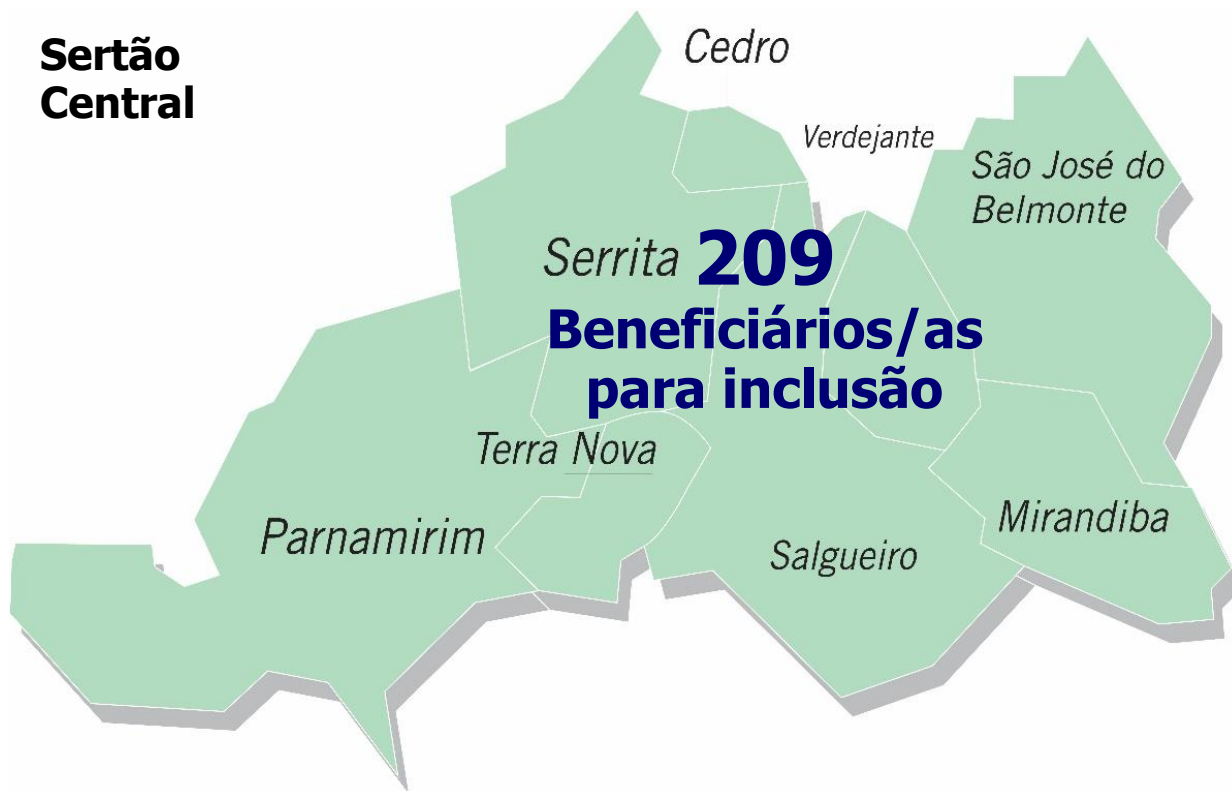 Sertão
Central
Cedro
Verdejante
São José do
Belmonte
Serrita
209
Beneficiários/as
para inclusão
Terra Nova
Parnamirim
Salgueiro
Mirandiba